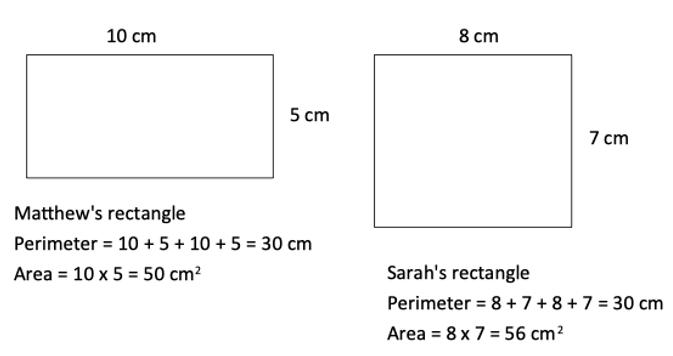 10 cm
5 cm
Matthew's rectangle
Perimeter = 10 + 5 + 10 + 5 = 30 cm
Area = 10 x 5 = 50 cm²
8 cm
7 cm
Sarah's rectangle
Perimeter = 8 + 7 + 8 + 7 = 30 cm
Area = 8 x 7 = 56 cm²